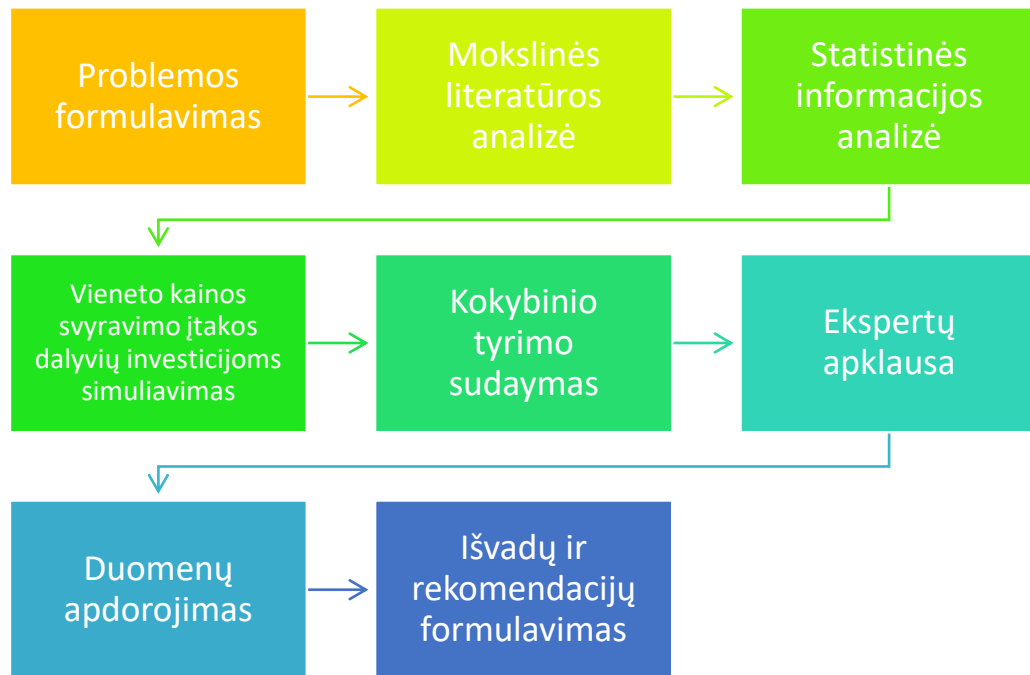 Problemos
formulavimas
Mokslinės
literatūros
analizė
Statistinės
informacijos
analizė
Vieneto kainos
svyravimo įtakos
dalyvių investicijoms
simuliavimas
Kokybinio
tyrimo
sudaymas
Ekspertų
apklausa
Duomenų
apdorojimas
Išvadų ir
rekomendacijų
formulavimas